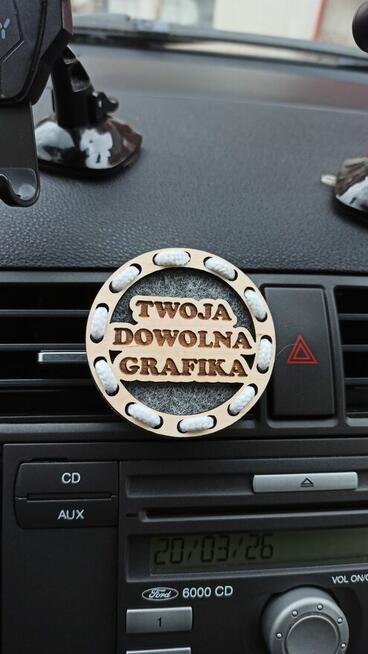 TWOJA
DOWOLNA
GRAFIKA
CD
AUX
20/03/26
Ford 6000 CD
VOL ON/
1